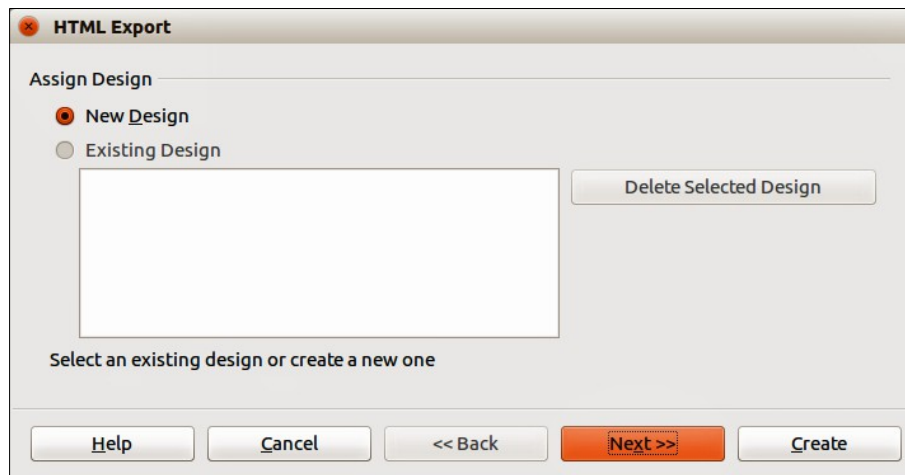 HTML Export
Assign Design
New Design
Existing Design
Delete Selected Design
Select an existing design or create a new one
Help Cancel << Back Next >> Create